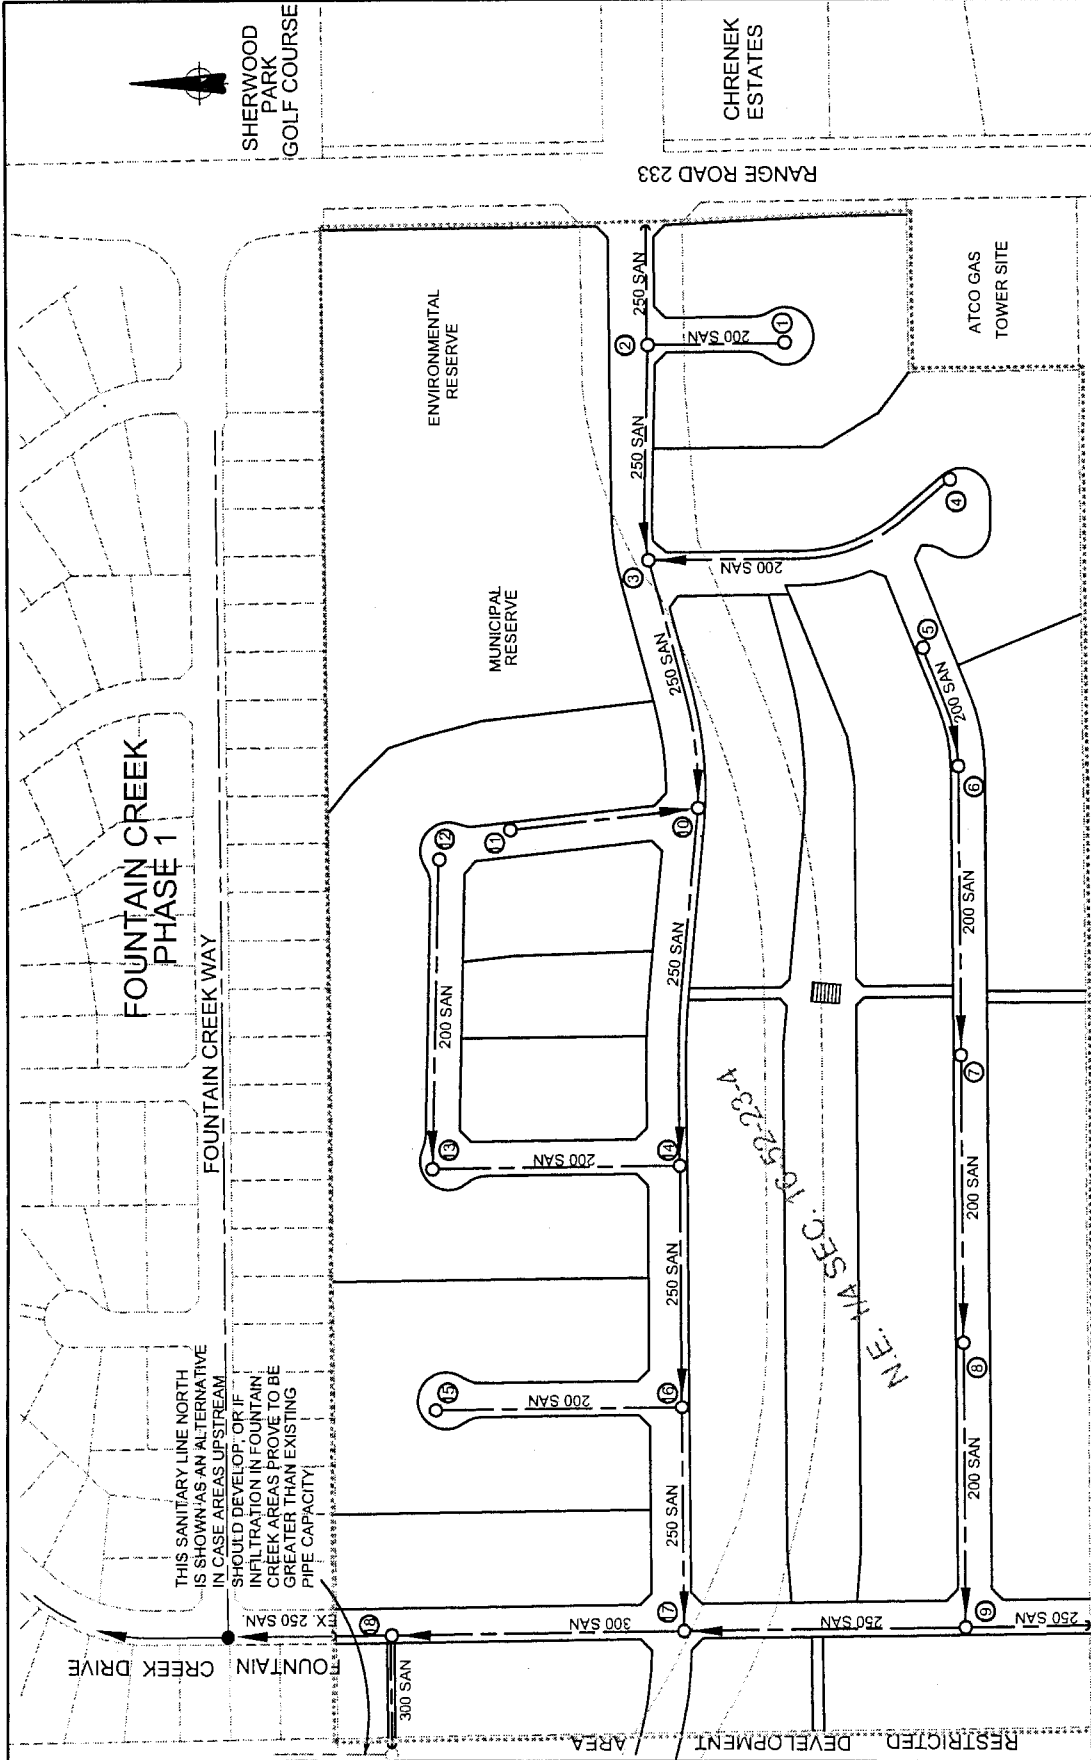 SHERWOOD
PARK
GOLF COURSE
CHRENEK
ESTATES
RANGE ROAD 233
FOUNTAIN CREEK
PHASE 1
FOUNTAIN CREEK WAY
ENVIRONMENTAL
RESERVE
MUNICIPAL
RESERVE
ATCO GAS
TOWER SITE
THIS SANITARY LINE NORTH
IS SHOWN AS AN ALTERNATIVE
IN CASE AREAS UPSTREAM
SHOULD DEVELOP, OR IF
INFILTRATION IN FOUNTAIN
CREEK AREAS PROVE TO BE
GREATER THAN EXISTING
PIPE CAPACITY
FOUNTAIN CREEK DRIVE
EX. 250 SAN.
250 SAN
2
200 SAN
1
250 SAN
3
200 SAN
4
250 SAN
5
200 SAN
6
200 SAN
7
200 SAN
8
200 SAN
9
250 SAN
250 SAN
10
11
12
200 SAN
13
200 SAN
250 SAN
14
250 SAN
15
200 SAN
16
250 SAN
17
300 SAN
18
300 SAN
N.E. 1/4 SEC. 16-52-23-4
RESTRICTED DEVELOPMENT AREA